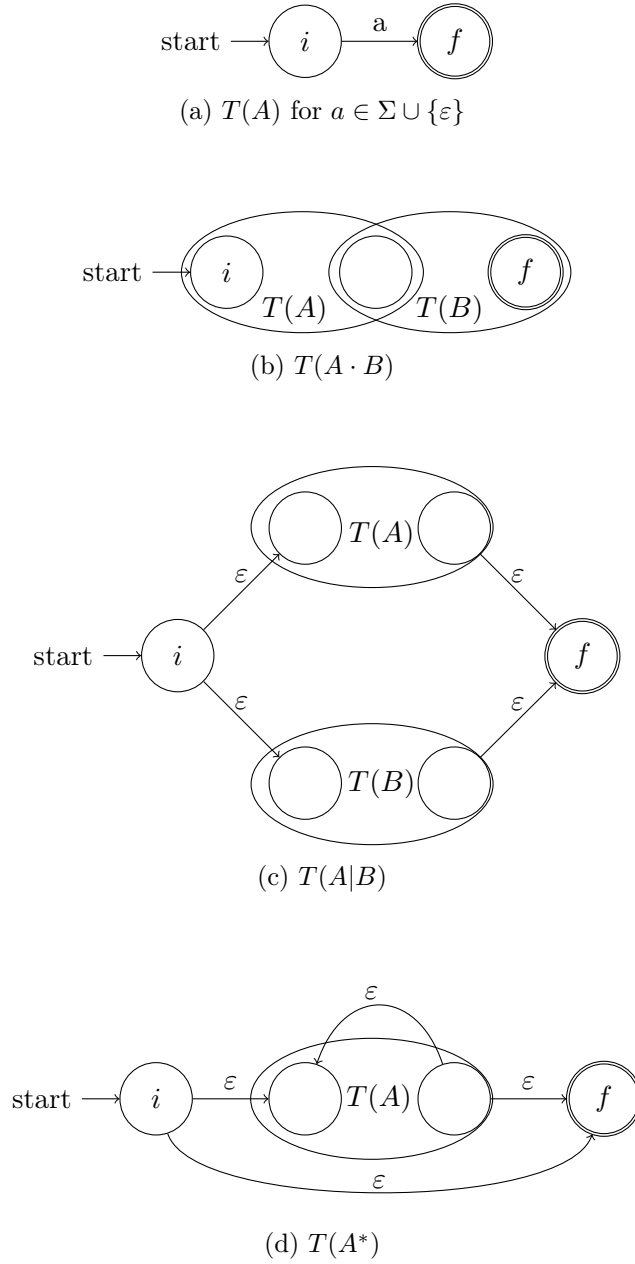 a
start i f
(a) T(A) for a ∈ Σ ∪ {ε}
start i f
T(A) T(B)
(b) T(A · B)
T(A)
ε ε
start i f
ε ε
T(B)
(c) T(A|B)
ε
start i ε T(A) ε f
ε
(d) T(A*)